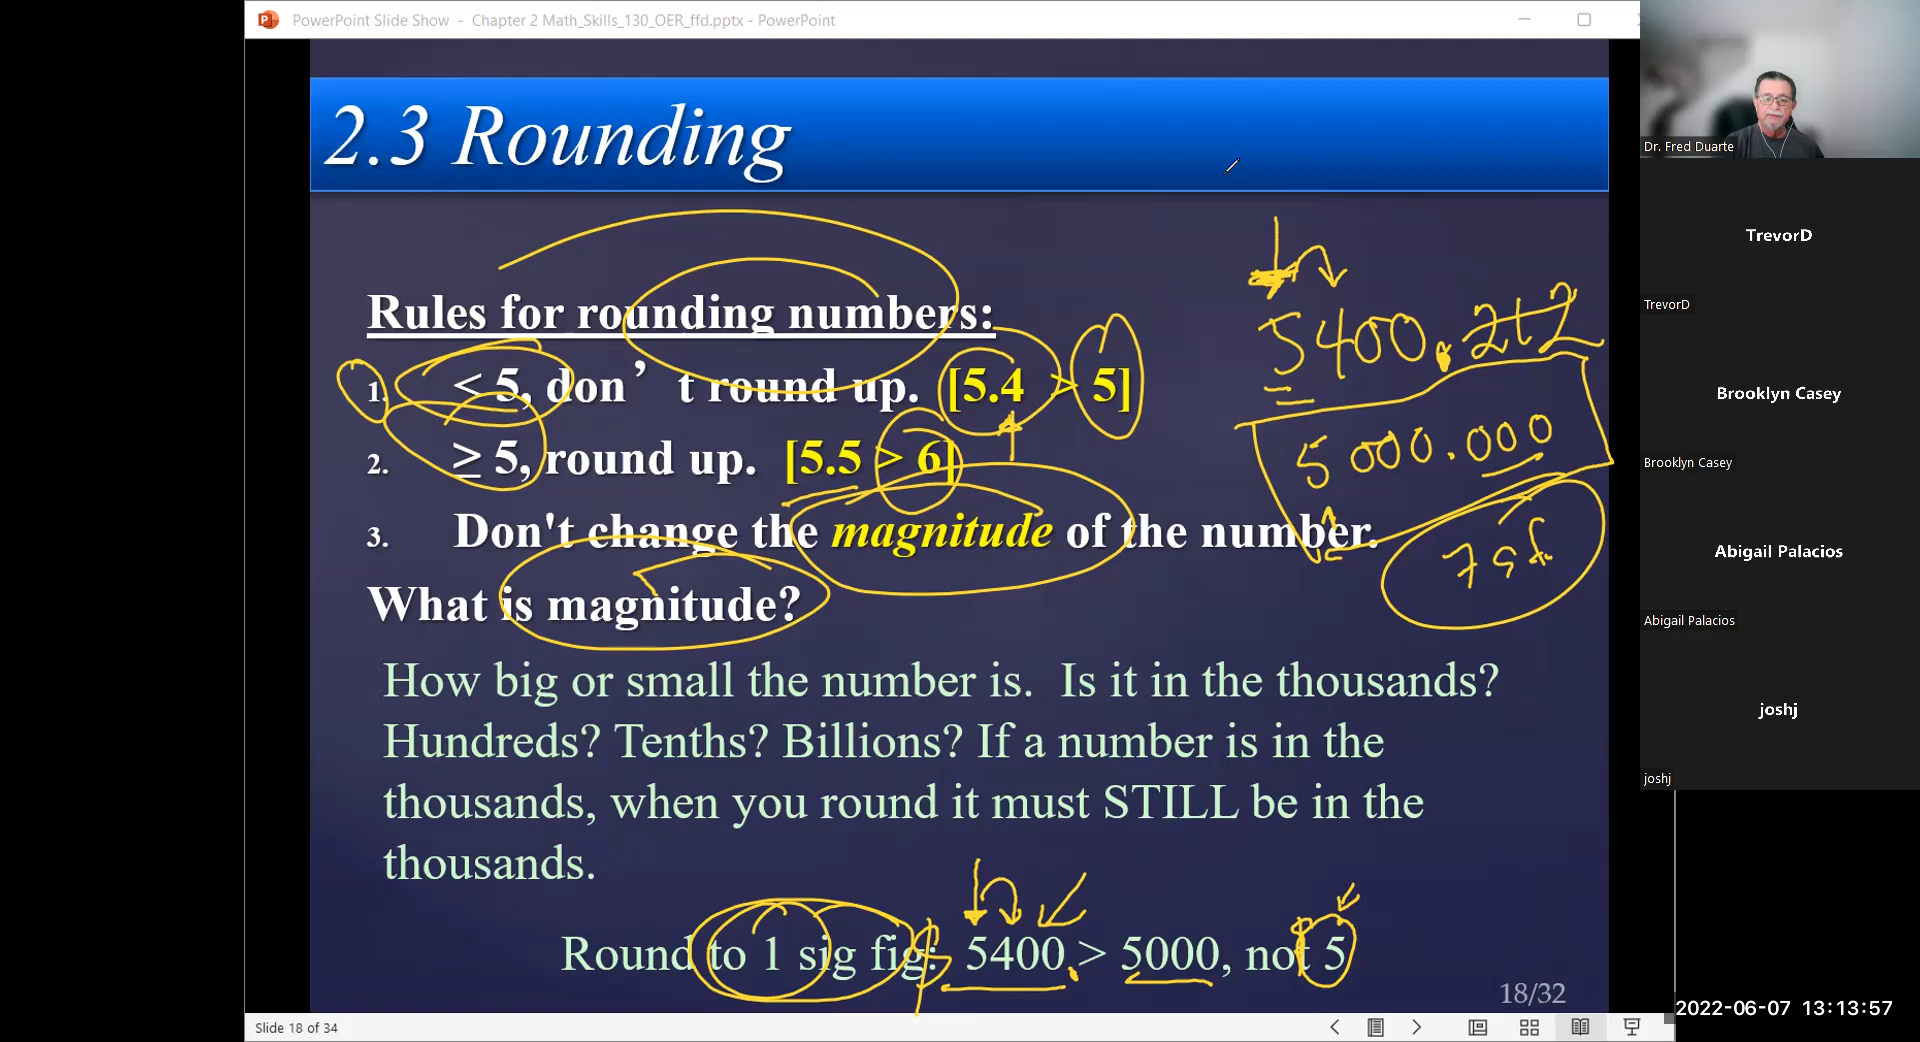 PowerPoint Slide Show - Chapter 2 Math_Skills_130_OER_ffd.pptx - PowerPoint
2.3 Rounding
Rules for rounding numbers:
1. < 5, don’t round up. [5.4 > 5]
2. ≥ 5, round up. [5.5 > 6]
3. Don't change the magnitude of the number.
What is magnitude?
How big or small the number is. Is it in the thousands?
Hundreds? Tenths? Billions? If a number is in the
thousands, when you round it must STILL be in the
thousands.
Round to 1 sig fig: 5400 > 5000, not 5
5400.212
5000.000
7 sf
18/32
Slide 18 of 34
Dr. Fred Duarte
TrevorD
TrevorD
Brooklyn Casey
Brooklyn Casey
Abigail Palacios
Abigail Palacios
joshj
joshj
2022-06-07 13:13:57